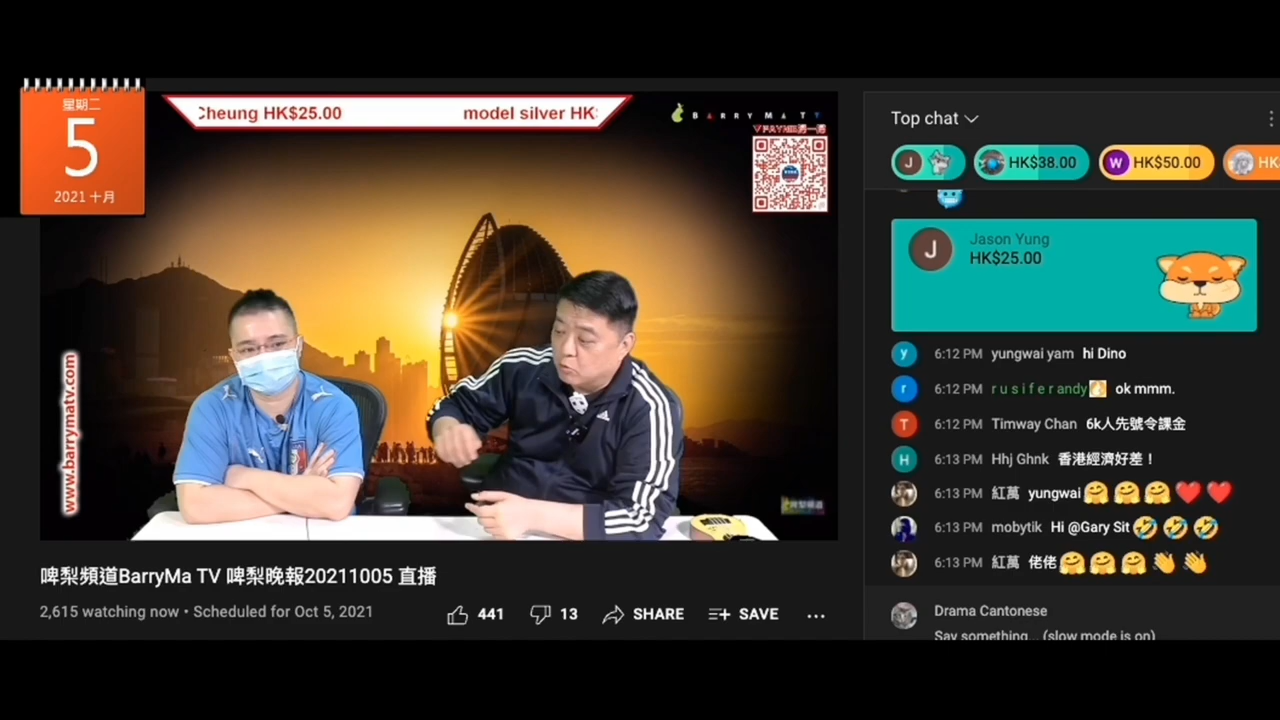 星期二
5
2021 十月
Cheung HK$25.00
model silver HK
BARRYMATV
www.barrymatv.com
啤梨頻道
啤梨頻道BarryMa TV 啤梨晚報20211005 直播
2,615 watching now • Scheduled for Oct 5, 2021
441
13
SHARE
SAVE
Top chat
J
HK$38.00
W HK$50.00
HK
J
Jason Yung
HK$25.00
y 6:12 PM yungwai yam hi Dino
r 6:12 PM r u s i f e r andy ok mmm.
T 6:12 PM Timway Chan 6k人先號令課金
H 6:13 PM Hhj Ghnk 香港經濟好差！
6:13 PM 紅萬 yungwai🤗🤗🤗❤️❤️
6:13 PM mobytik Hi @Gary Sit🤣🤣🤣
6:13 PM 紅萬 佬佬🤗🤗🤗👏👏
Drama Cantonese
Say something... (slow mode is on)